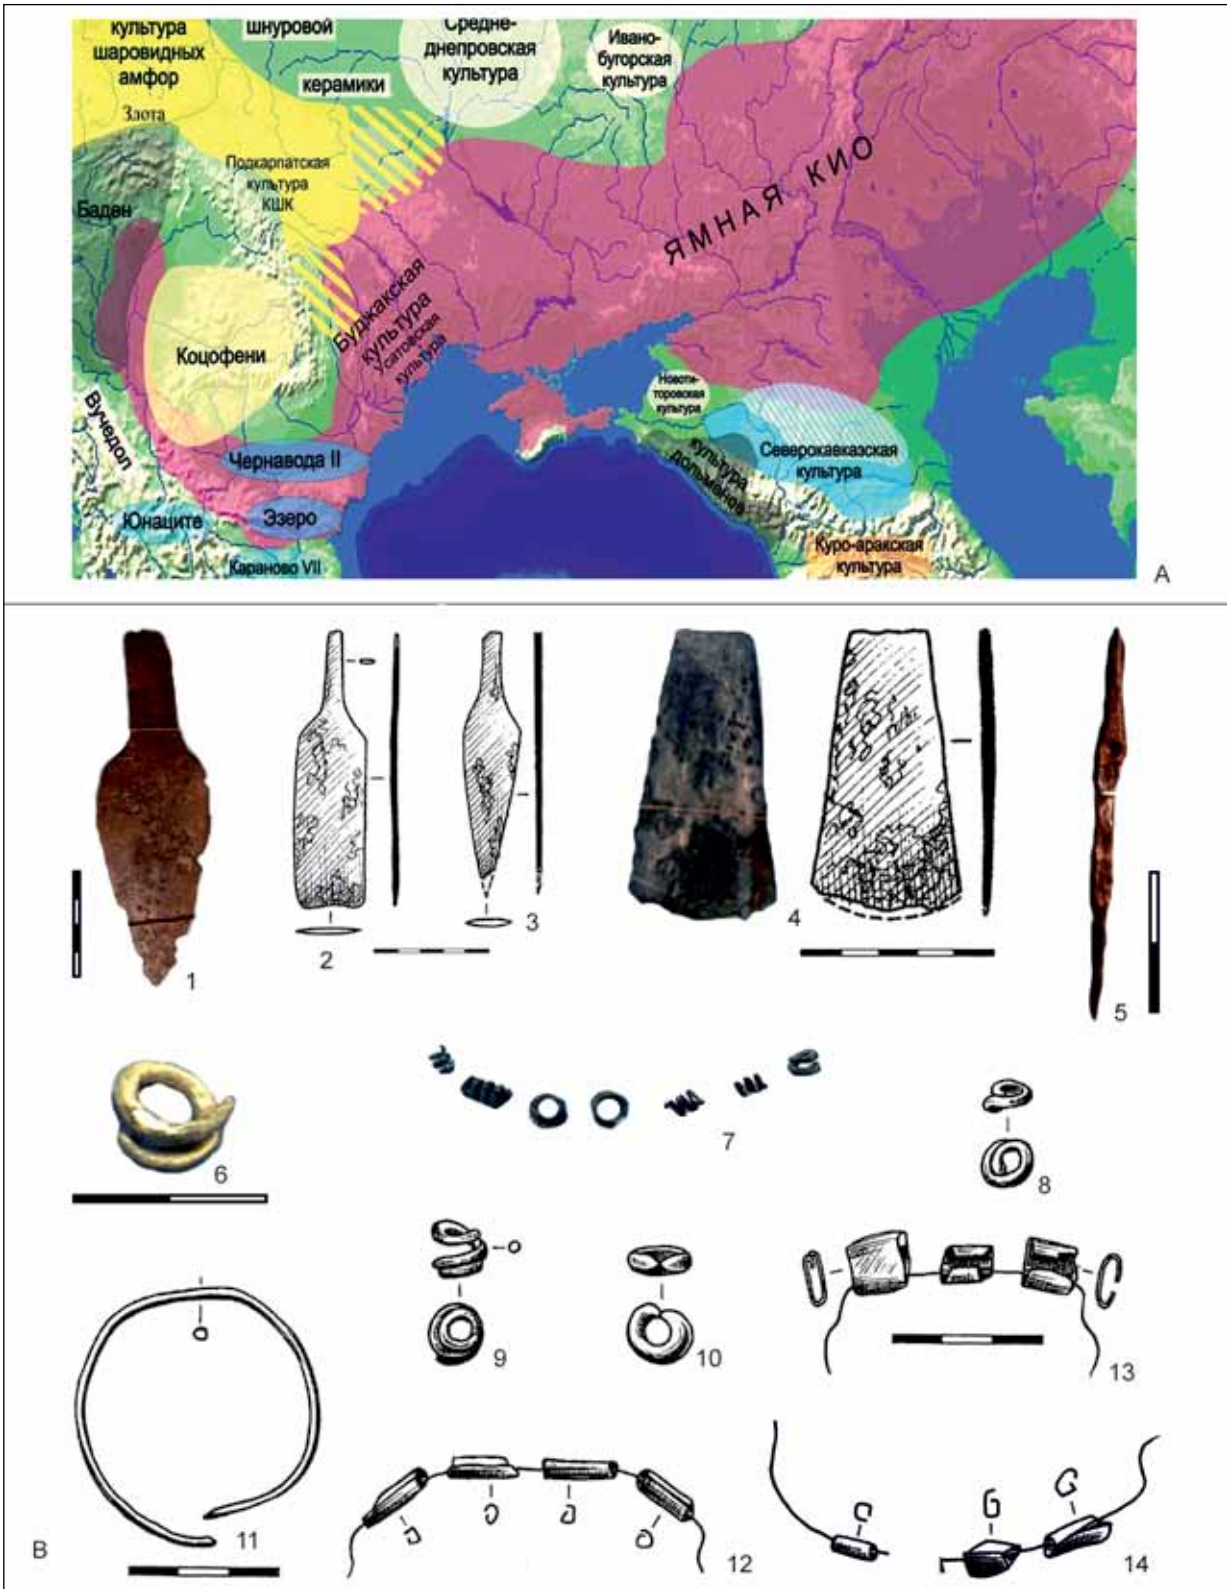 культура
шаровидных
амфор
шнуровой
керамики
Средне-
днепровская
культура
Ивано-
бугорская
культура
Злота
Подкарпатская
культура
КШК
Баден
ЯМНАЯ КИО
Буджакская
культура
Усатовская
культура
Коцофени
Новоти-
торовская
культура
Вучедол
Чернавода II
культура
дольменов
Северокавказская
культура
Юнаците
Эзеро
Караново VII
Куро-аракская
культура
A
1
2
3
4
5
6
7
8
9
10
13
11
12
14
B